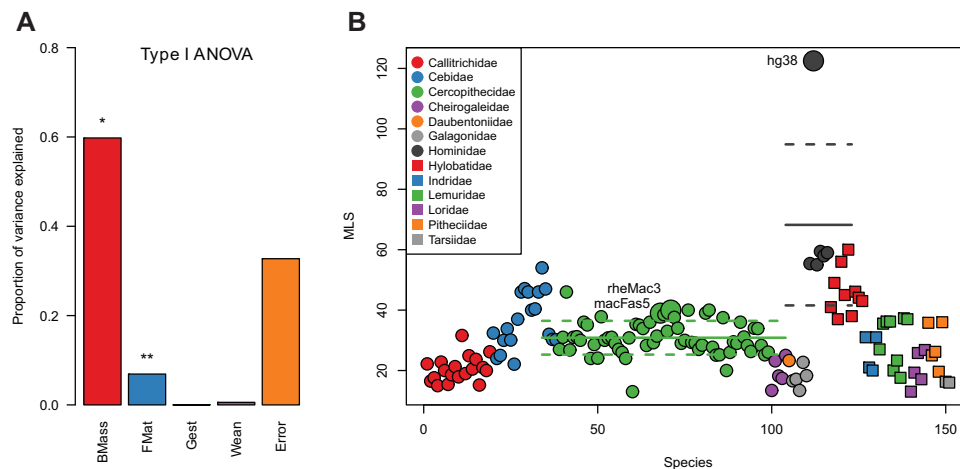 A
Type I ANOVA
Proportion of variance explained
0.8
0.6
0.4
0.2
0.0
*
**
BMass
FMat
Gest
Wean
Error
B
MLS
120
100
80
60
40
20
Callitrichidae
Cebidae
Cercopithecidae
Cheirogaleidae
Daubentoniidae
Galagonidae
Hominidae
Hylobatidae
Indridae
Lemuridae
Loridae
Pitheciidae
Tarsiidae
hg38
rheMac3
macFas5
0
50
100
150
Species